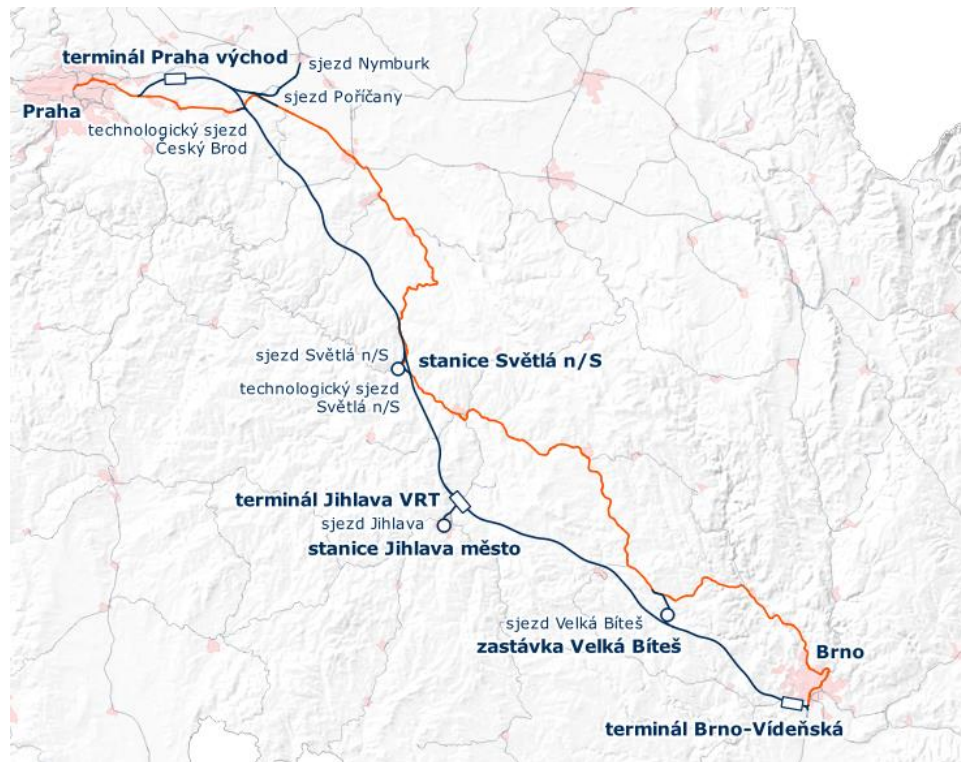 terminál Praha východ
sjezd Nymburk
sjezd Poříčany
Praha
technologický sjezd
Český Brod
sjezd Světlá n/S
stanice Světlá n/S
technologický sjezd
Světlá n/S
terminál Jihlava VRT
sjezd Jihlava
stanice Jihlava město
sjezd Velká Bíteš
zastávka Velká Bíteš
Brno
terminál Brno-Vídeňská